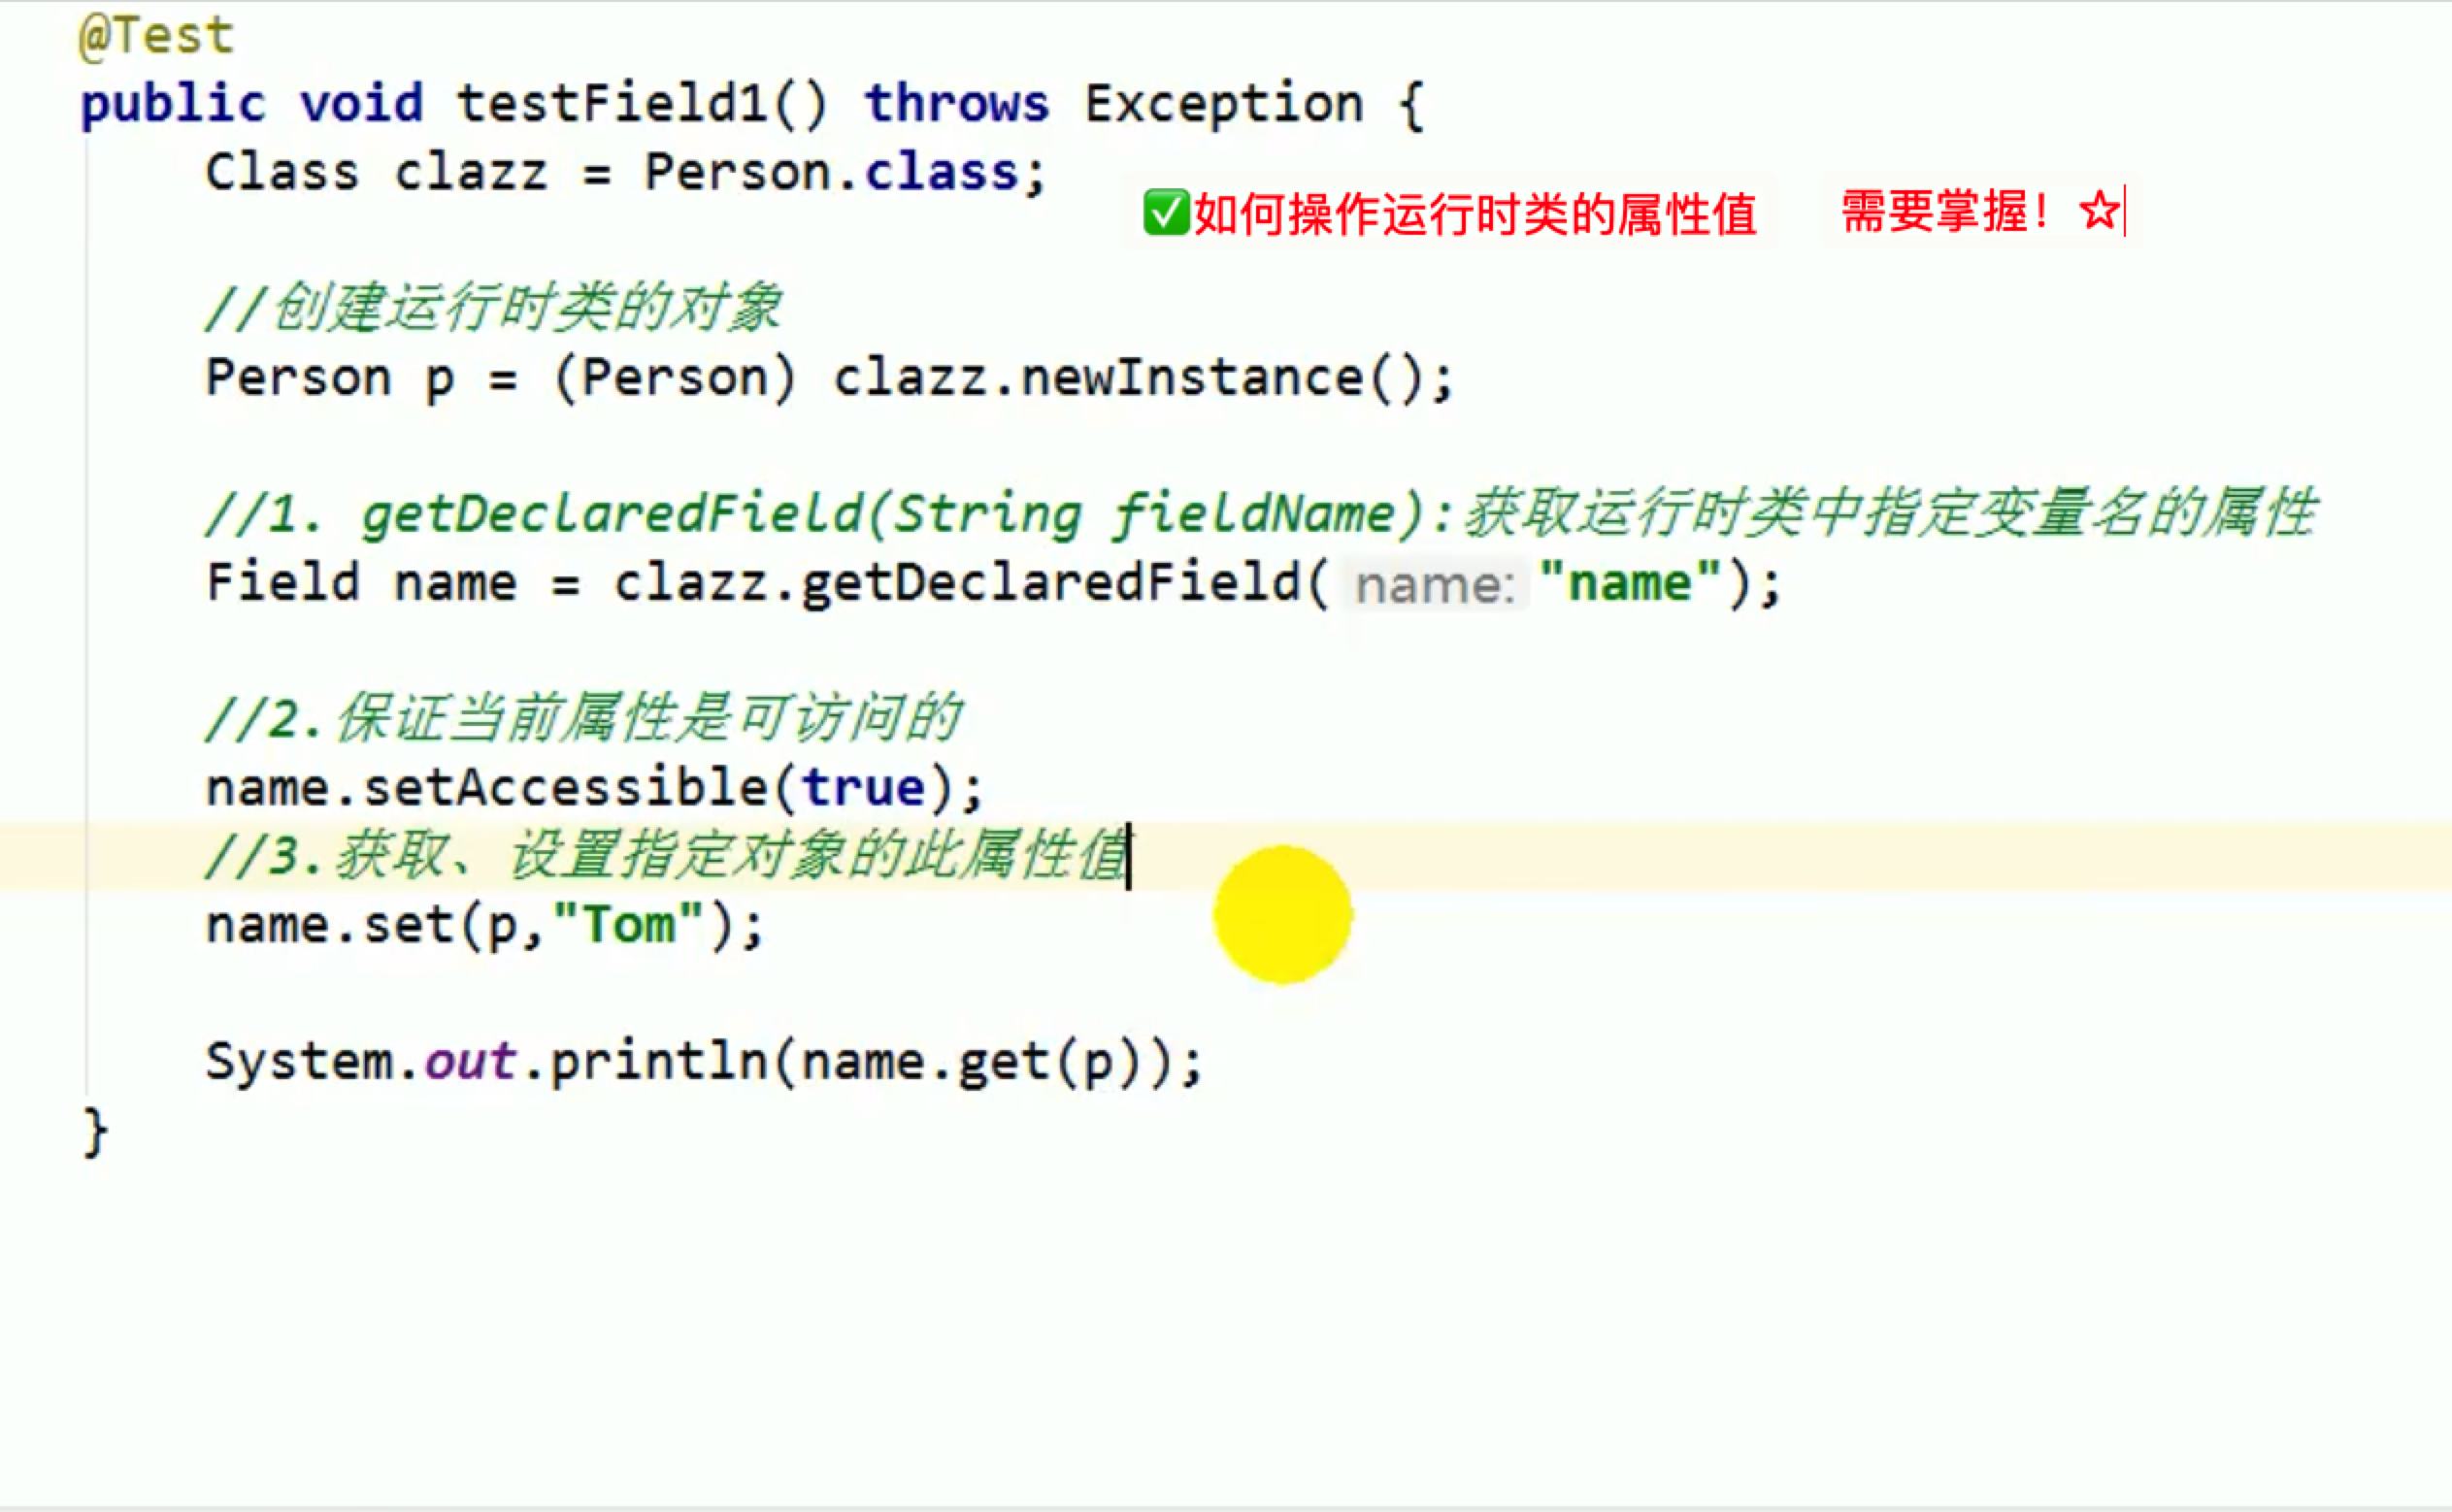 @Test
public void testField1() throws Exception {
Class clazz = Person.class;
✅如何操作运行时类的属性值 需要掌握！☆
//创建运行时类的对象
Person p = (Person) clazz.newInstance();
//1. getDeclaredField(String fieldName):获取运行时类中指定变量名的属性
Field name = clazz.getDeclaredField( name: "name");
//2.保证当前属性是可访问的
name.setAccessible(true);
//3.获取、设置指定对象的此属性值
name.set(p,"Tom");
System.out.println(name.get(p));
}